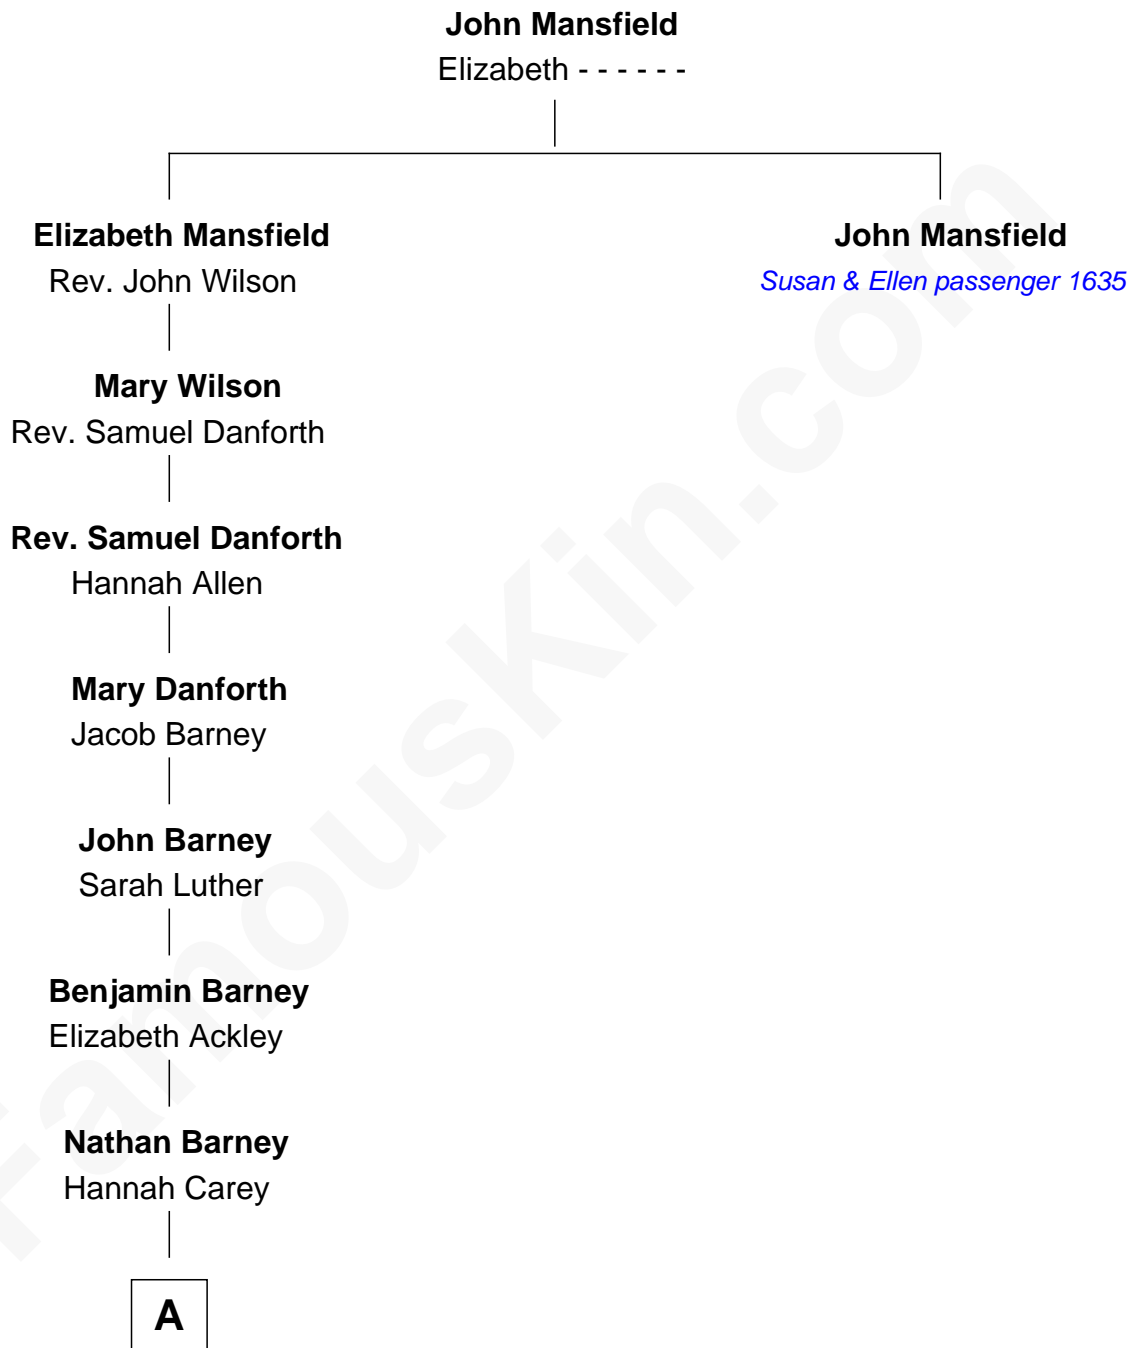 John Mansfield
Elizabeth - - - - - -
Elizabeth Mansfield
Rev. John Wilson
John Mansfield
Susan & Ellen passenger 1635
Mary Wilson
Rev. Samuel Danforth
Rev. Samuel Danforth
Hannah Allen
Mary Danforth
Jacob Barney
John Barney
Sarah Luther
Benjamin Barney
Elizabeth Ackley
Nathan Barney
Hannah Carey
A
FamousKin.com